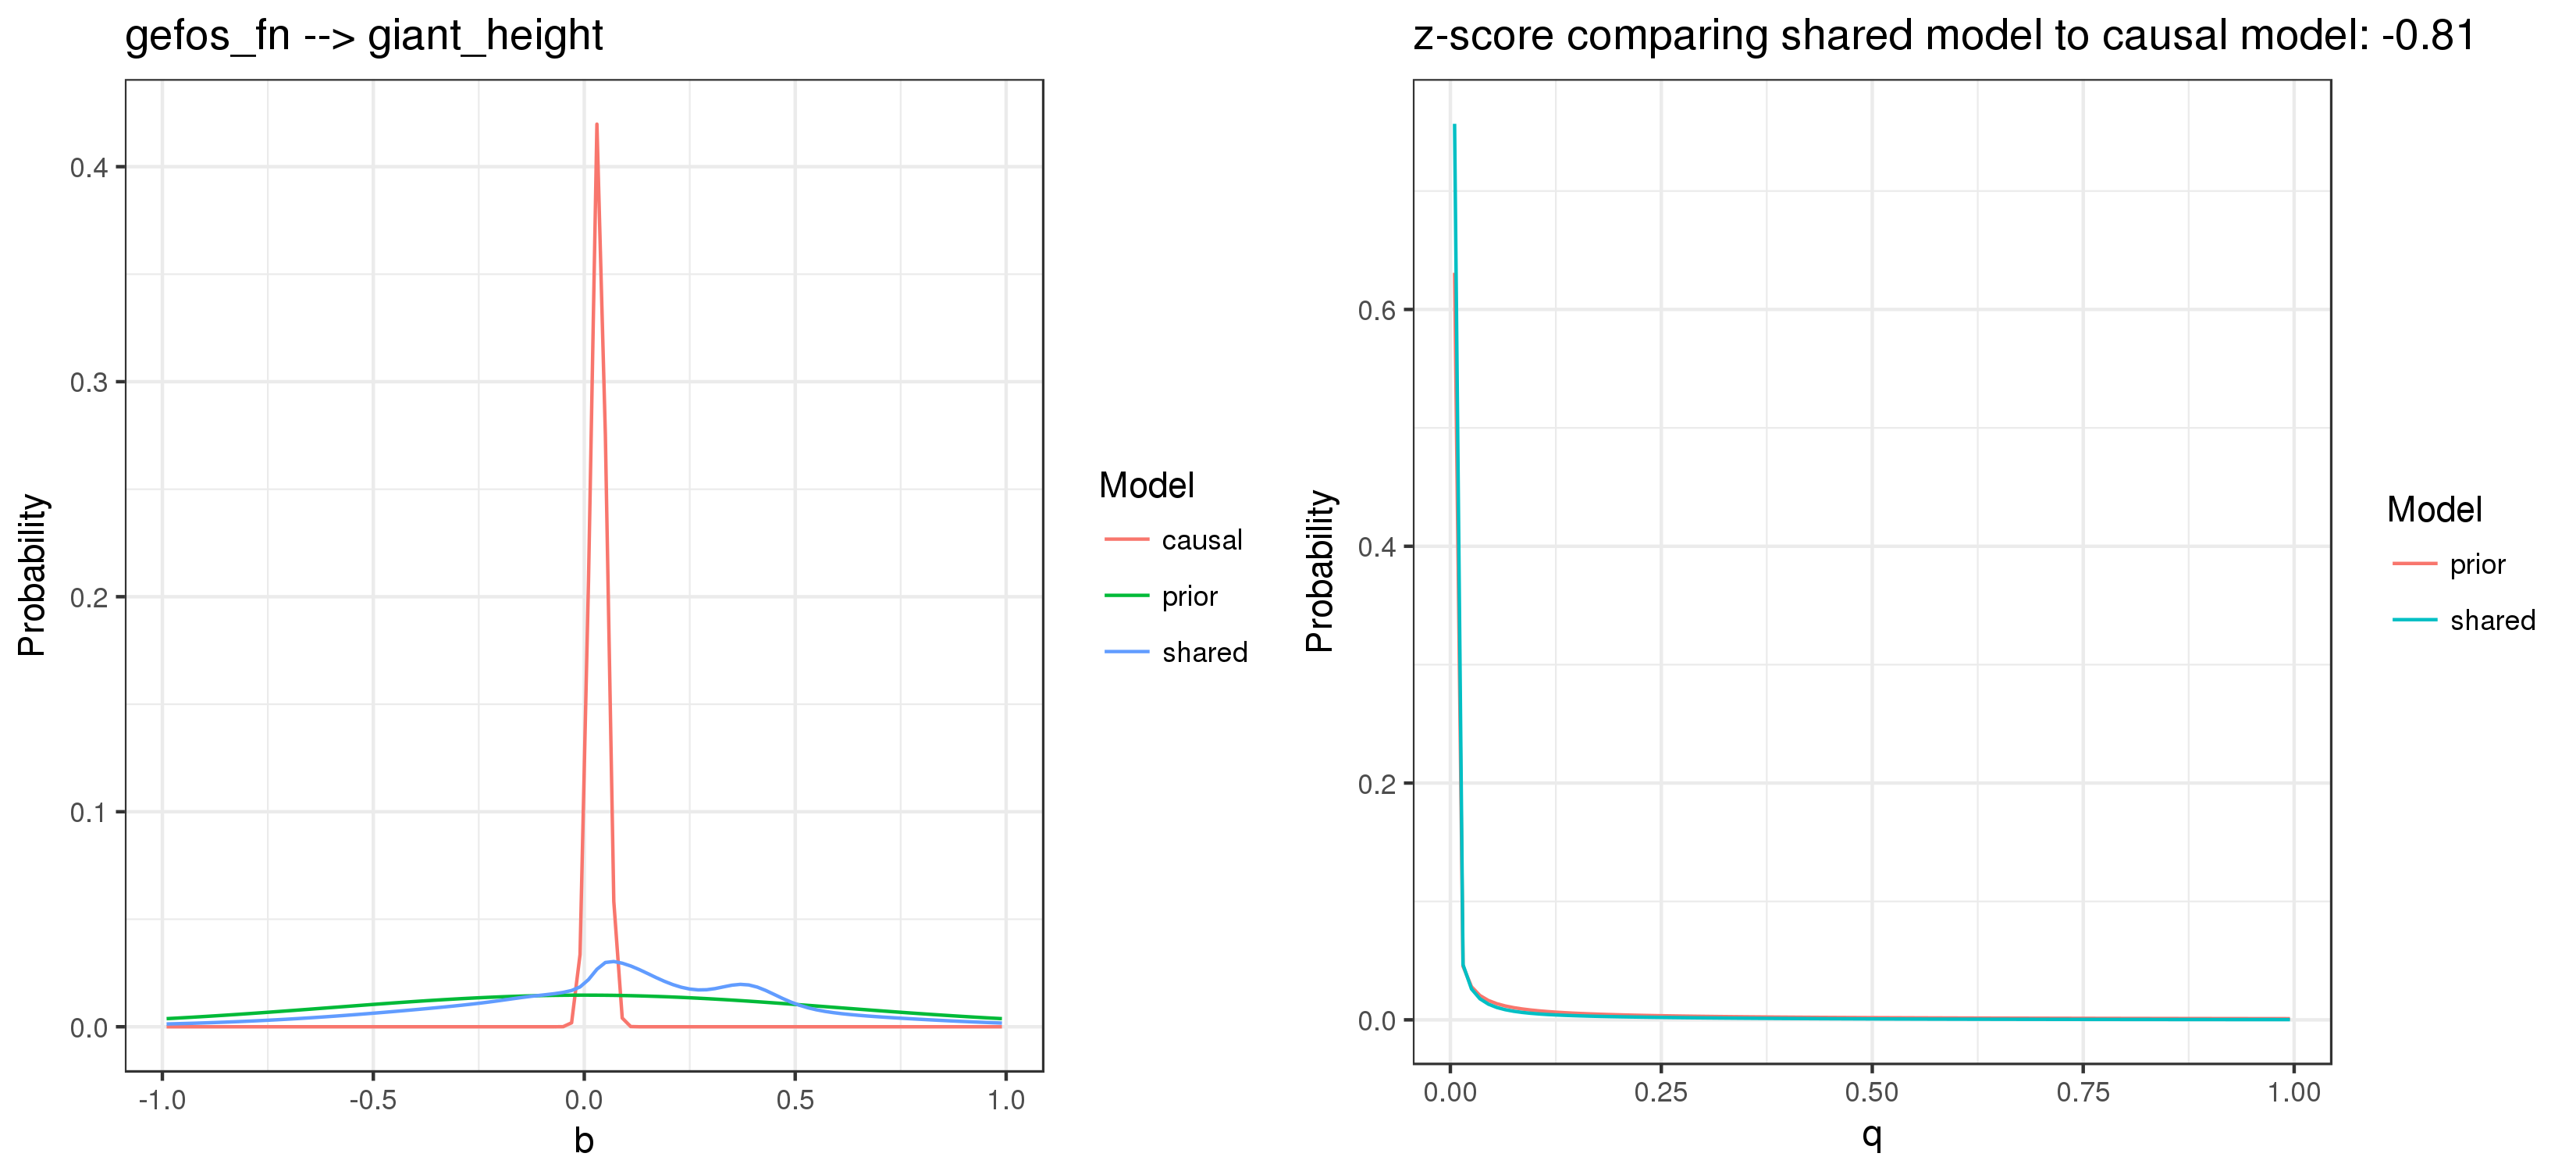 gefos_fn --> giant_height
Probability
0.4
0.3
0.2
0.1
0.0
-1.0 -0.5 0.0 0.5 1.0
b
Model
causal
prior
shared
z-score comparing shared model to causal model: -0.81
Probability
0.6
0.4
0.2
0.0
0.00 0.25 0.50 0.75 1.00
q
Model
prior
shared